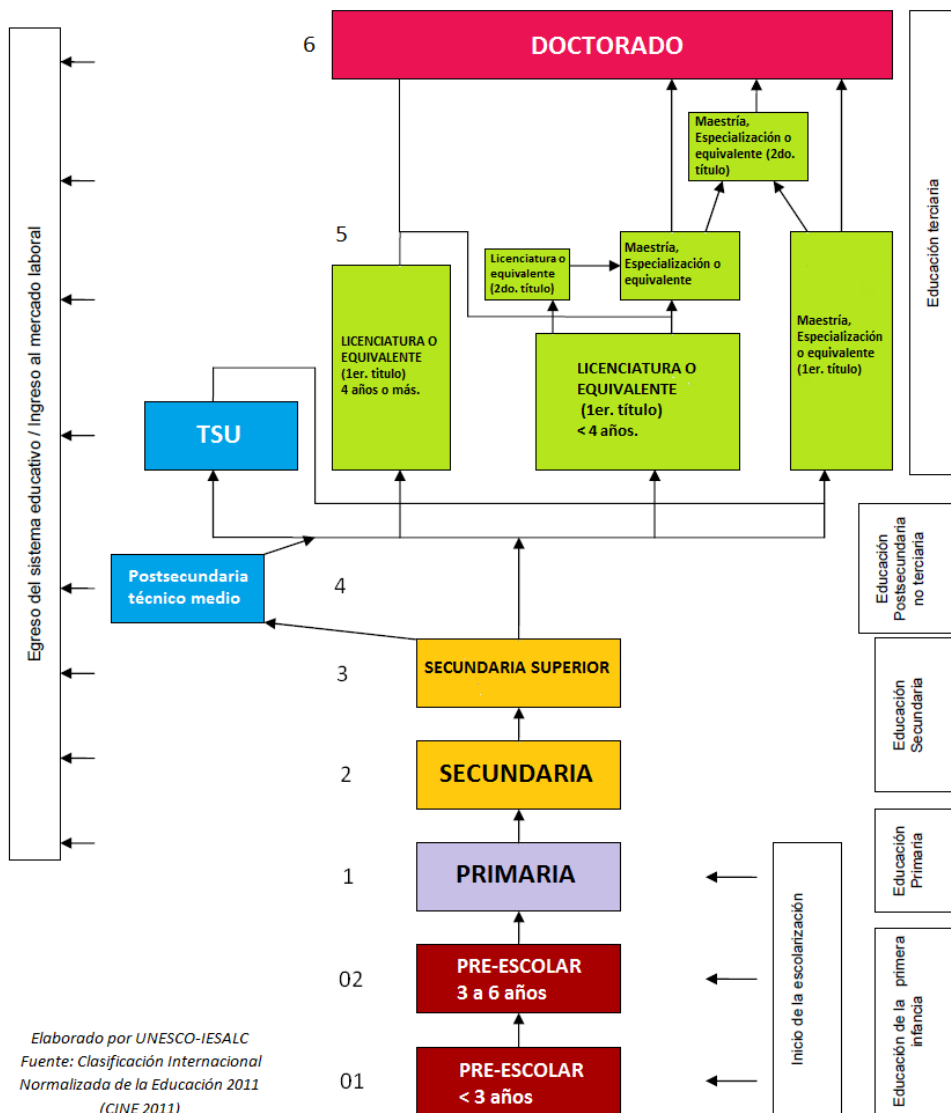 6
DOCTORADO
Maestría,
Especialización o
equivalente (2do.
título)
5
Licenciatura o
equivalente
(2do. título)
Maestría,
Especialización o
equivalente
LICENCIATURA O
EQUIVALENTE
(1er. titulo)
4 años o más.
LICENCIATURA O
EQUIVALENTE
(1er. título)
< 4 años.
Maestría,
Especialización
o equivalente
(1er. título)
TSU
Postsecundaria
técnico medio
4
3
SECUNDARIA SUPERIOR
2
SECUNDARIA
1
PRIMARIA
02
PRE-ESCOLAR
3 a 6 años
01
PRE-ESCOLAR
< 3 años
Egreso del sistema educativo / Ingreso al mercado laboral
Educación terciaria
Educación
Postsecundaria
no terciaria
Educación
Secundaria
Educación
Primaria
Inicio de la escolarización
Educación de la primera
infancia
Elaborado por UNESCO-IESALC
Fuente: Clasificación Internacional
Normalizada de la Educación 2011
(CINE 2011)